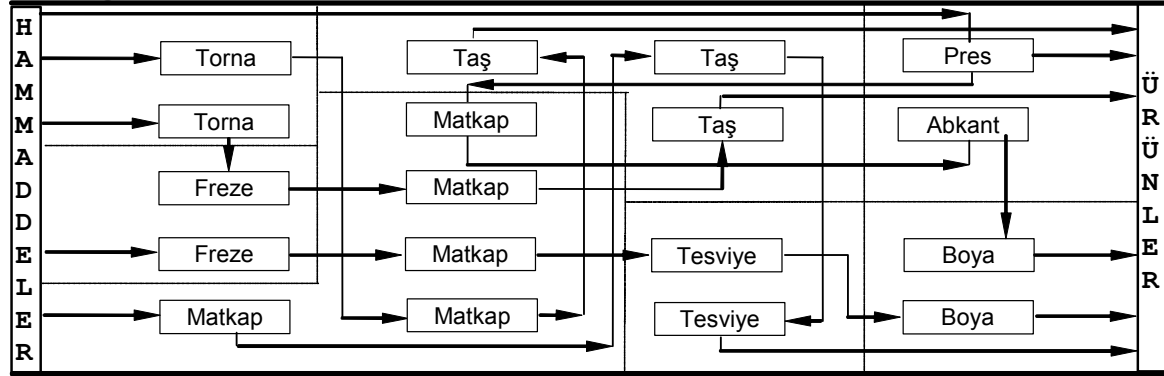 HAMMADDELER
Torna
Taş
Taş
Pres
Torna
Matkap
Taş
Abkant
Freze
Matkap
Freze
Matkap
Tesviye
Boya
Matkap
Matkap
Tesviye
Boya
ÜRÜNLER